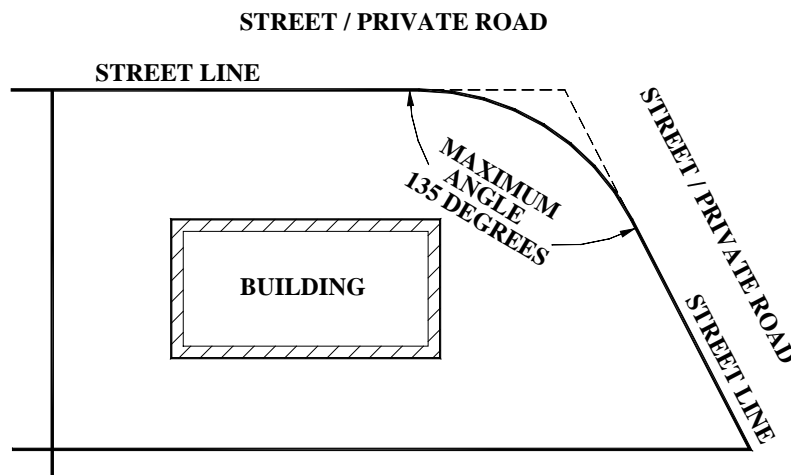 STREET / PRIVATE ROAD
STREET LINE
STREET / PRIVATE ROAD
MAXIMUM
ANGLE
135 DEGREES
BUILDING
STREET LINE